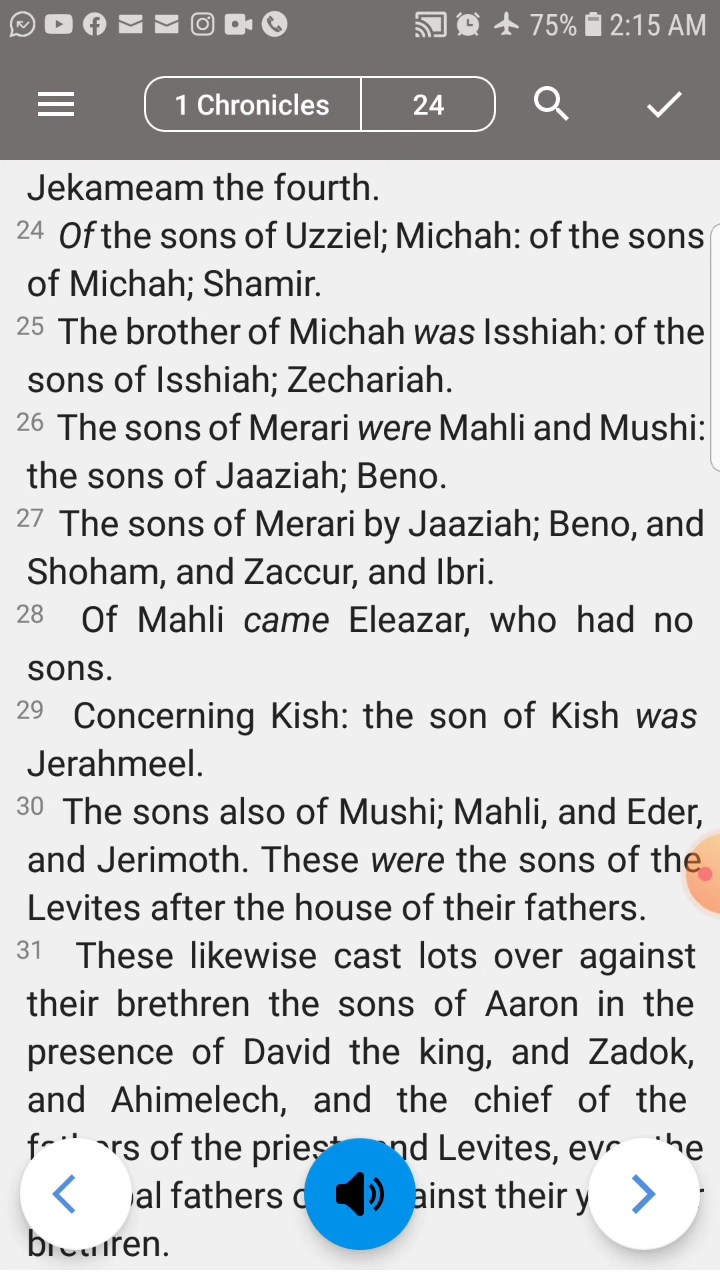 75% 2:15 AM
1 Chronicles 24
Jekameam the fourth.
24 Of the sons of Uzziel; Michah: of the sons
of Michah; Shamir.
25 The brother of Michah was Isshiah: of the
sons of Isshiah; Zechariah.
26 The sons of Merari were Mahli and Mushi:
the sons of Jaaziah; Beno.
27 The sons of Merari by Jaaziah; Beno, and
Shoham, and Zaccur, and Ibri.
28 Of Mahli came Eleazar, who had no
sons.
29 Concerning Kish: the son of Kish was
Jerahmeel.
30 The sons also of Mushi; Mahli, and Eder,
and Jerimoth. These were the sons of the
Levites after the house of their fathers.
31 These likewise cast lots over against
their brethren the sons of Aaron in the
presence of David the king, and Zadok,
and Ahimelech, and the chief of the
of the Levites, the
fathers their
brethren.